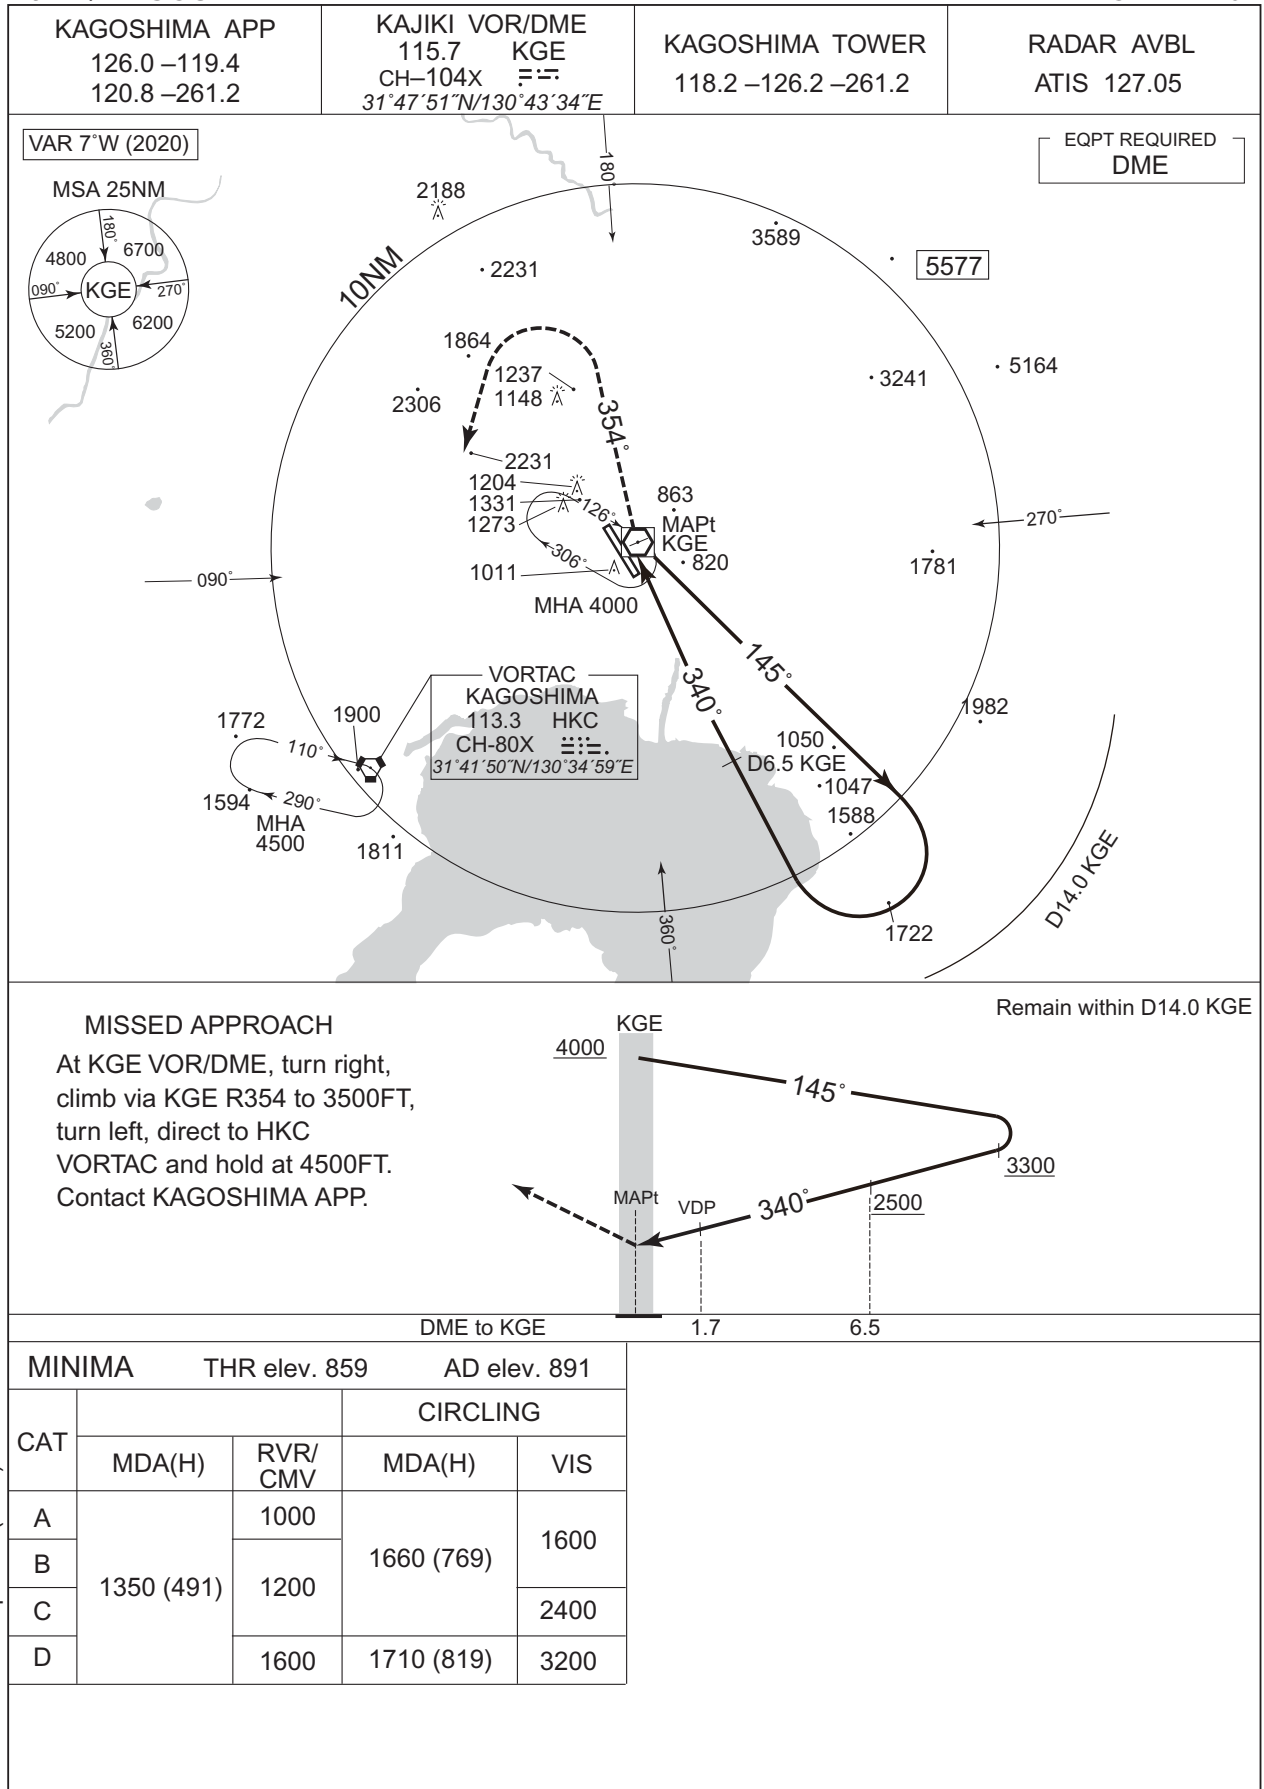 KAGOSHIMA APP
126.0 –119.4
120.8 –261.2
KAJIKI VOR/DME
115.7 KGE
CH–104X
31˚47´51˝N/130˚43´34˝E
KAGOSHIMA TOWER
118.2 –126.2 –261.2
RADAR AVBL
ATIS 127.05
VAR 7˚W (2020)
EQPT REQUIRED
DME
MSA 25NM
180˚
4800
6700
090˚
KGE
270˚
5200
6200
360˚
180˚
2188
3589
10NM
2231
5577
1864
1237
1148
3241
5164
2306
354˚
2231
1204
1331
1273
126˚
863
MAPt
KGE
270˚
306˚
820
1781
1011
090˚
MHA 4000
145˚
340˚
VORTAC
KAGOSHIMA
113.3 HKC
CH-80X
31˚41´50˝N/130˚34´59˝E
1982
1772
1900
110˚
1050
D6.5 KGE
1047
1594
290˚
MHA
4500
1588
1811
D14.0 KGE
360˚
1722
Remain within D14.0 KGE
MISSED APPROACH
At KGE VOR/DME, turn right,
climb via KGE R354 to 3500FT,
turn left, direct to HKC
VORTAC and hold at 4500FT.
Contact KAGOSHIMA APP.
KGE
4000
145˚
3300
2500
340˚
MAPt
VDP
DME to KGE
1.7
6.5
MINIMA THR elev. 859 AD elev. 891
CAT
CIRCLING
MDA(H)
RVR/
CMV
MDA(H)
VIS
A
1000
1600
B
1350 (491)
1200
1660 (769)
C
2400
D
1600
1710 (819)
3200